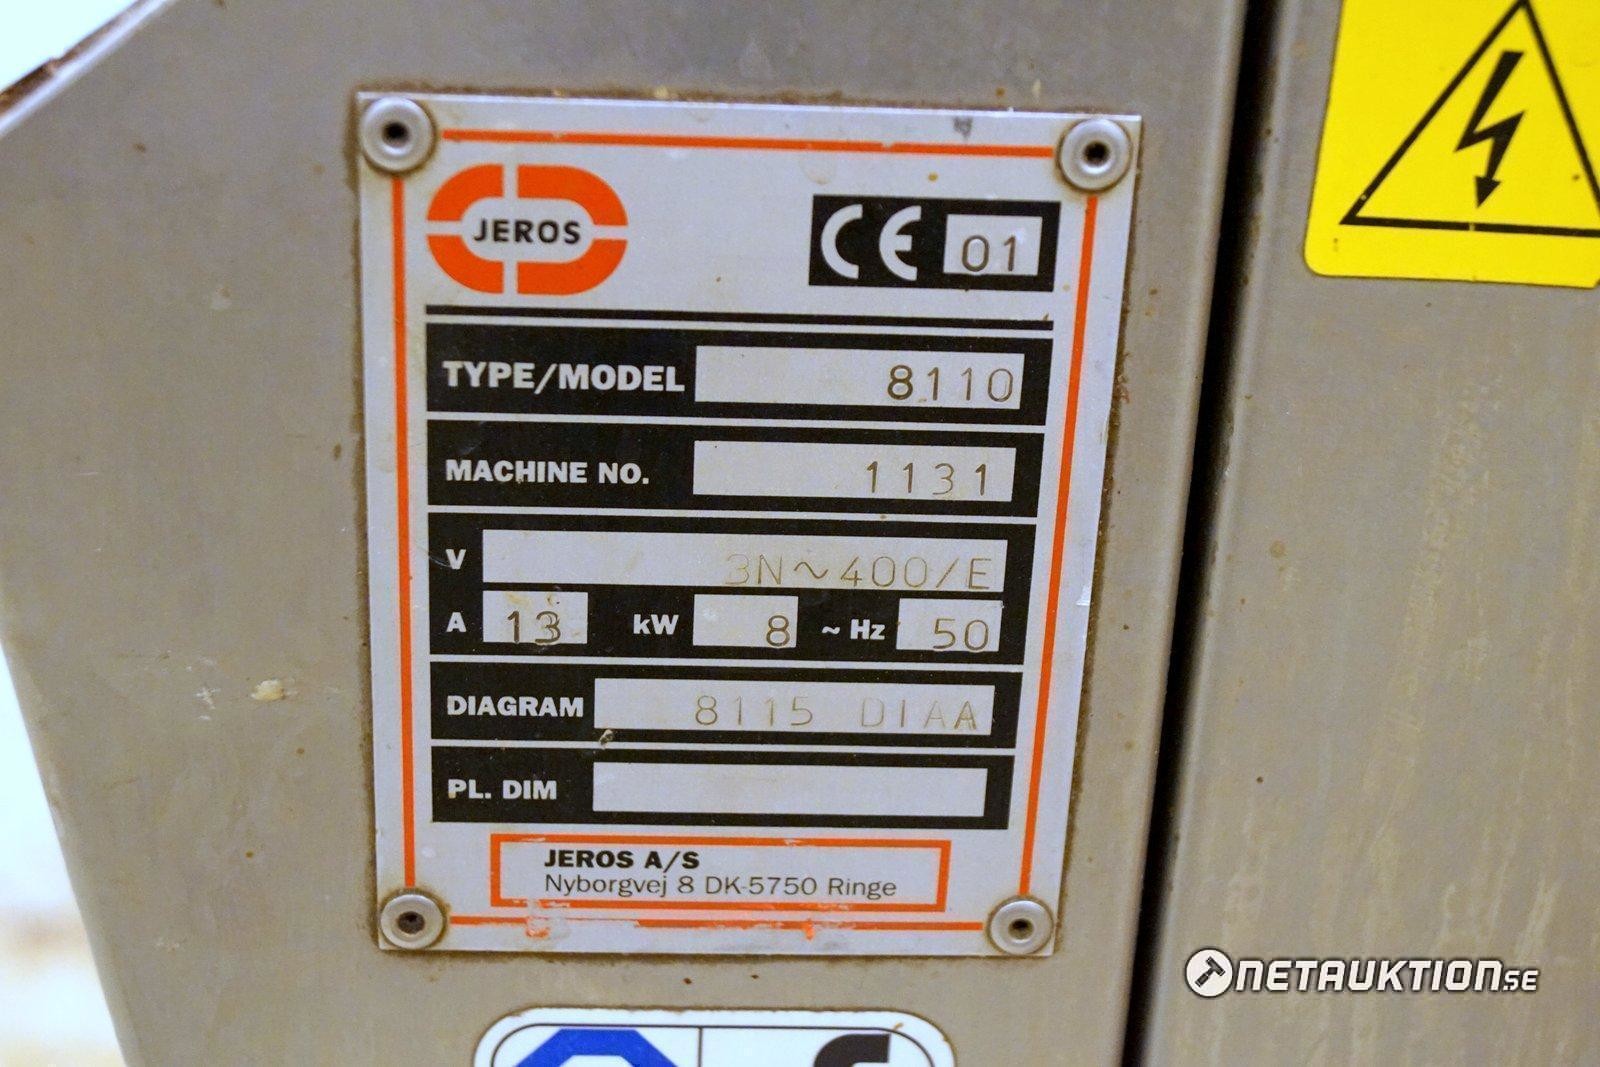 JEROS
CE 01
TYPE/MODEL 8110
MACHINE NO. 1131
V 3N~400/E
A 13 kW 8 ~ Hz 50
DIAGRAM 8115 DIAA
PL. DIM
JEROS A/S
Nyborgvej 8 DK-5750 Ringe
NETAUKTION.SE